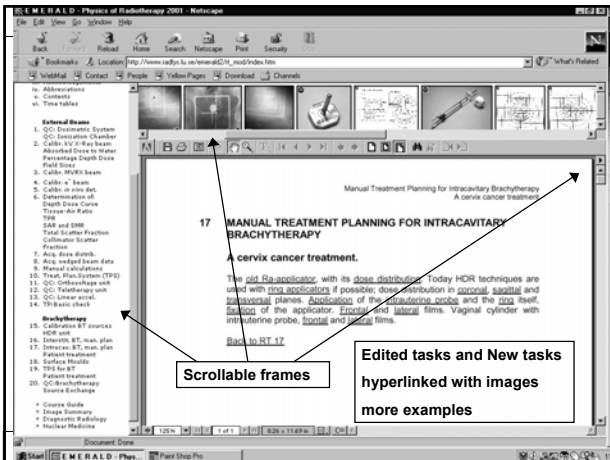 E M E R A L D - Physics of Radiotherapy 2001 - Netscape
File Edit View Go Window Help
Back Forward Reload Home Search Netscape Print Security Stop
Bookmarks Location: http://www.radfys.lu.se/emerald2/rt_mod/index.htm What's Related
WebMail Contact People Yellow Pages Download Channels
iv. Abbreviations
v. Contents
vi. Time tables
External Beams
1. QC: Dosimetric System
QC: Ionization Chamber
2. Calibr. kV X-Ray beam
Absorbed Dose to Water
Percentage Depth Dose
Field Sizes
3. Calibr. MVRX beam
4. Calibr. e⁻ beam
5. Calibr. in vivo det.
6. Determination of:
Depth Dose Curve
Tissue-Air Ratio
TPR
SAR and SMR
Total Scatter Fraction
Collimator Scatter
Fraction
7. Acq. dose distrib.
8. Acq. wedged beam data
9. Manual calculations
10. Treat. Plan.System (TPS)
11. QC: Orthovoltage unit
12. QC: Teletherapy unit
13. QC: Linear accel.
14. TP:Basic check
Brachytherapy
15. Calibration BT sources
HDR unit
16. Interstit. BT, man. plan
17. Intracav. BT, man. plan
Patient treatment
18. Surface Moulds
19. TPS for BT
Patient treatment
20. QC:Brachytherapy
Source Exchange
Course Guide
Image Summary
Diagnostic Radiology
Nuclear Medicine
Manual Treatment Planning for Intracavitary Brachytherapy
A cervix cancer treatment
17 MANUAL TREATMENT PLANNING FOR INTRACAVITARY
BRACHYTHERAPY
A cervix cancer treatment.
The old Ra-applicator, with its dose distribution. Today HDR techniques are
used with ring applicators if possible; dose distribution in coronal, sagittal and
transversal planes. Application of the intrauterine probe and the ring itself,
fixation of the applicator. Frontal and lateral films. Vaginal cylinder with
intrauterine probe, frontal and lateral films.
Back to RT 17
Scrollable frames
Edited tasks and New tasks
hyperlinked with images
more examples
125% 1 of 1 8.26 x 11.69 in
Document: Done
Start E M E R A L D - Phys... Paint Shop Pro